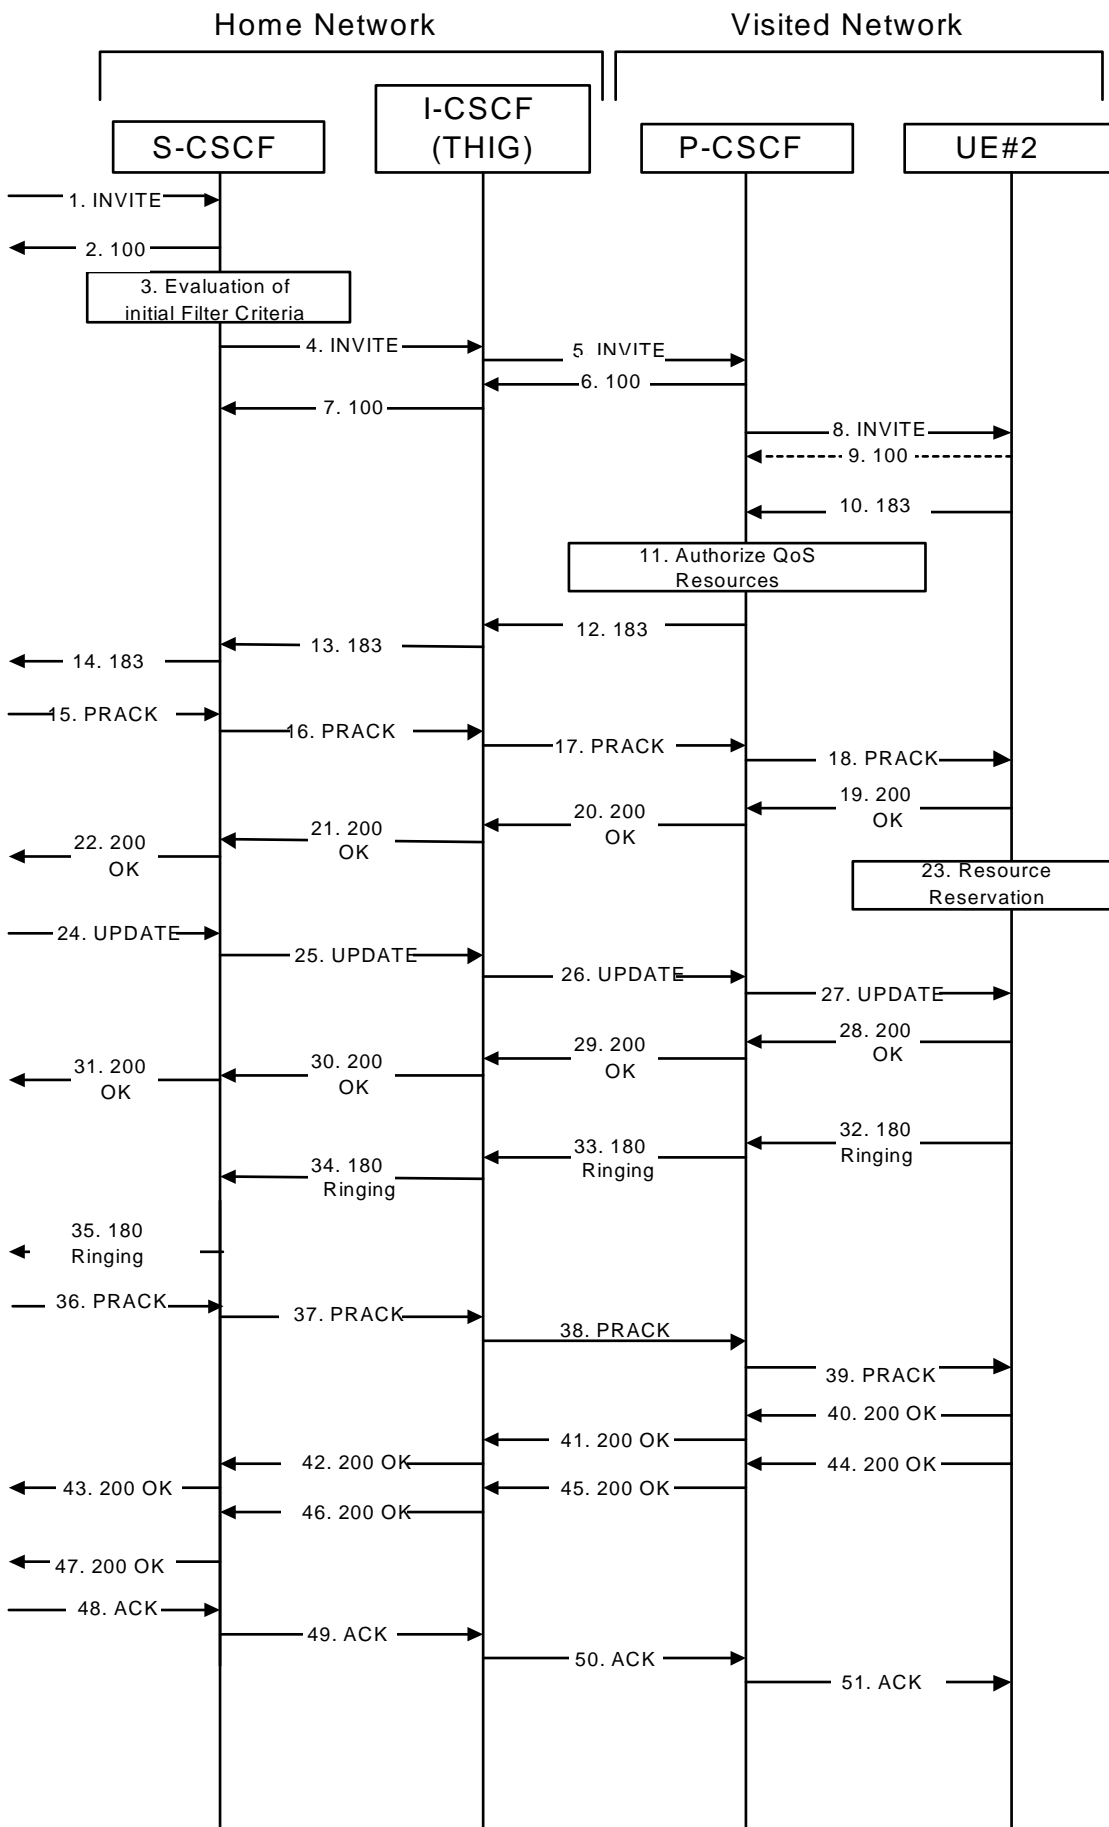 Home Network
Visited Network
I-CSCF
(THIG)
S-CSCF
P-CSCF
UE#2
1. INVITE
2. 100
3. Evaluation of
initial Filter Criteria
4. INVITE
5. INVITE
6. 100
7. 100
8. INVITE
9. 100
10. 183
11. Authorize QoS
Resources
12. 183
13. 183
14. 183
15. PRACK
16. PRACK
17. PRACK
18. PRACK
19. 200
OK
20. 200
OK
21. 200
OK
22. 200
OK
23. Resource
Reservation
24. UPDATE
25. UPDATE
26. UPDATE
27. UPDATE
28. 200
OK
29. 200
OK
30. 200
OK
31. 200
OK
32. 180
Ringing
33. 180
Ringing
34. 180
Ringing
35. 180
Ringing
36. PRACK
37. PRACK
38. PRACK
39. PRACK
40. 200 OK
41. 200 OK
42. 200 OK
43. 200 OK
44. 200 OK
45. 200 OK
46. 200 OK
47. 200 OK
48. ACK
49. ACK
50. ACK
51. ACK